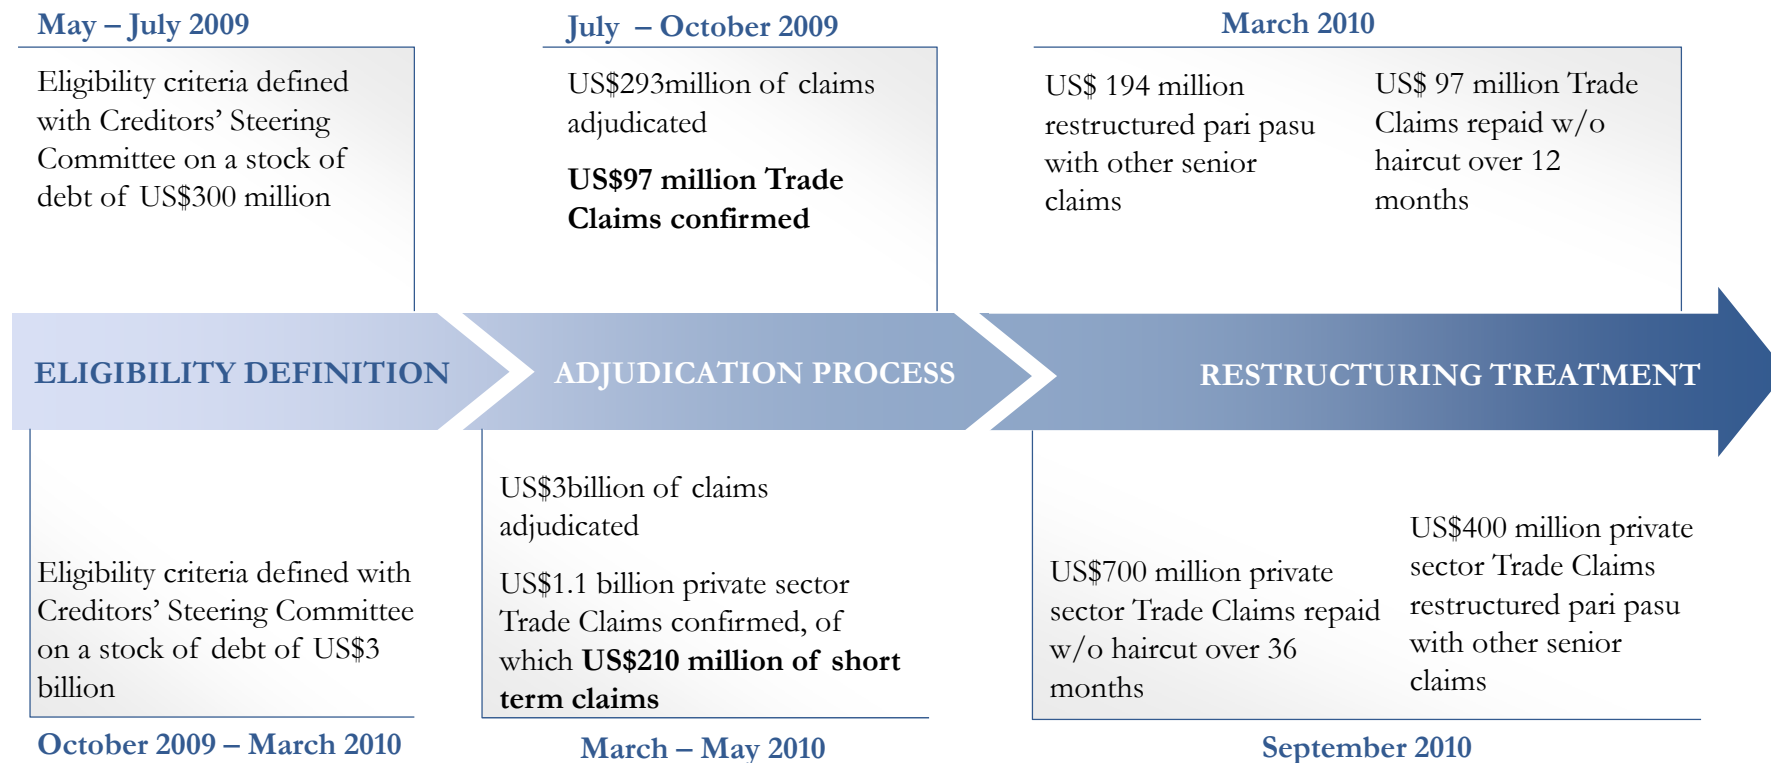 May – July 2009
Eligibility criteria defined
with Creditors’ Steering
Committee on a stock of
debt of US$300 million
July – October 2009
US$293million of claims
adjudicated
US$97 million Trade
Claims confirmed
March 2010
US$ 194 million
restructured pari pasu
with other senior
claims
US$ 97 million Trade
Claims repaid w/o
haircut over 12
months
ELIGIBILITY DEFINITION
ADJUDICATION PROCESS
RESTRUCTURING TREATMENT
Eligibility criteria defined with
Creditors’ Steering Committee
on a stock of debt of US$3
billion
October 2009 – March 2010
US$3billion of claims
adjudicated
US$1.1 billion private sector
Trade Claims confirmed, of
which US$210 million of short
term claims
March – May 2010
US$700 million private
sector Trade Claims repaid
w/o haircut over 36
months
US$400 million private
sector Trade Claims
restructured pari pasu
with other senior
claims
September 2010